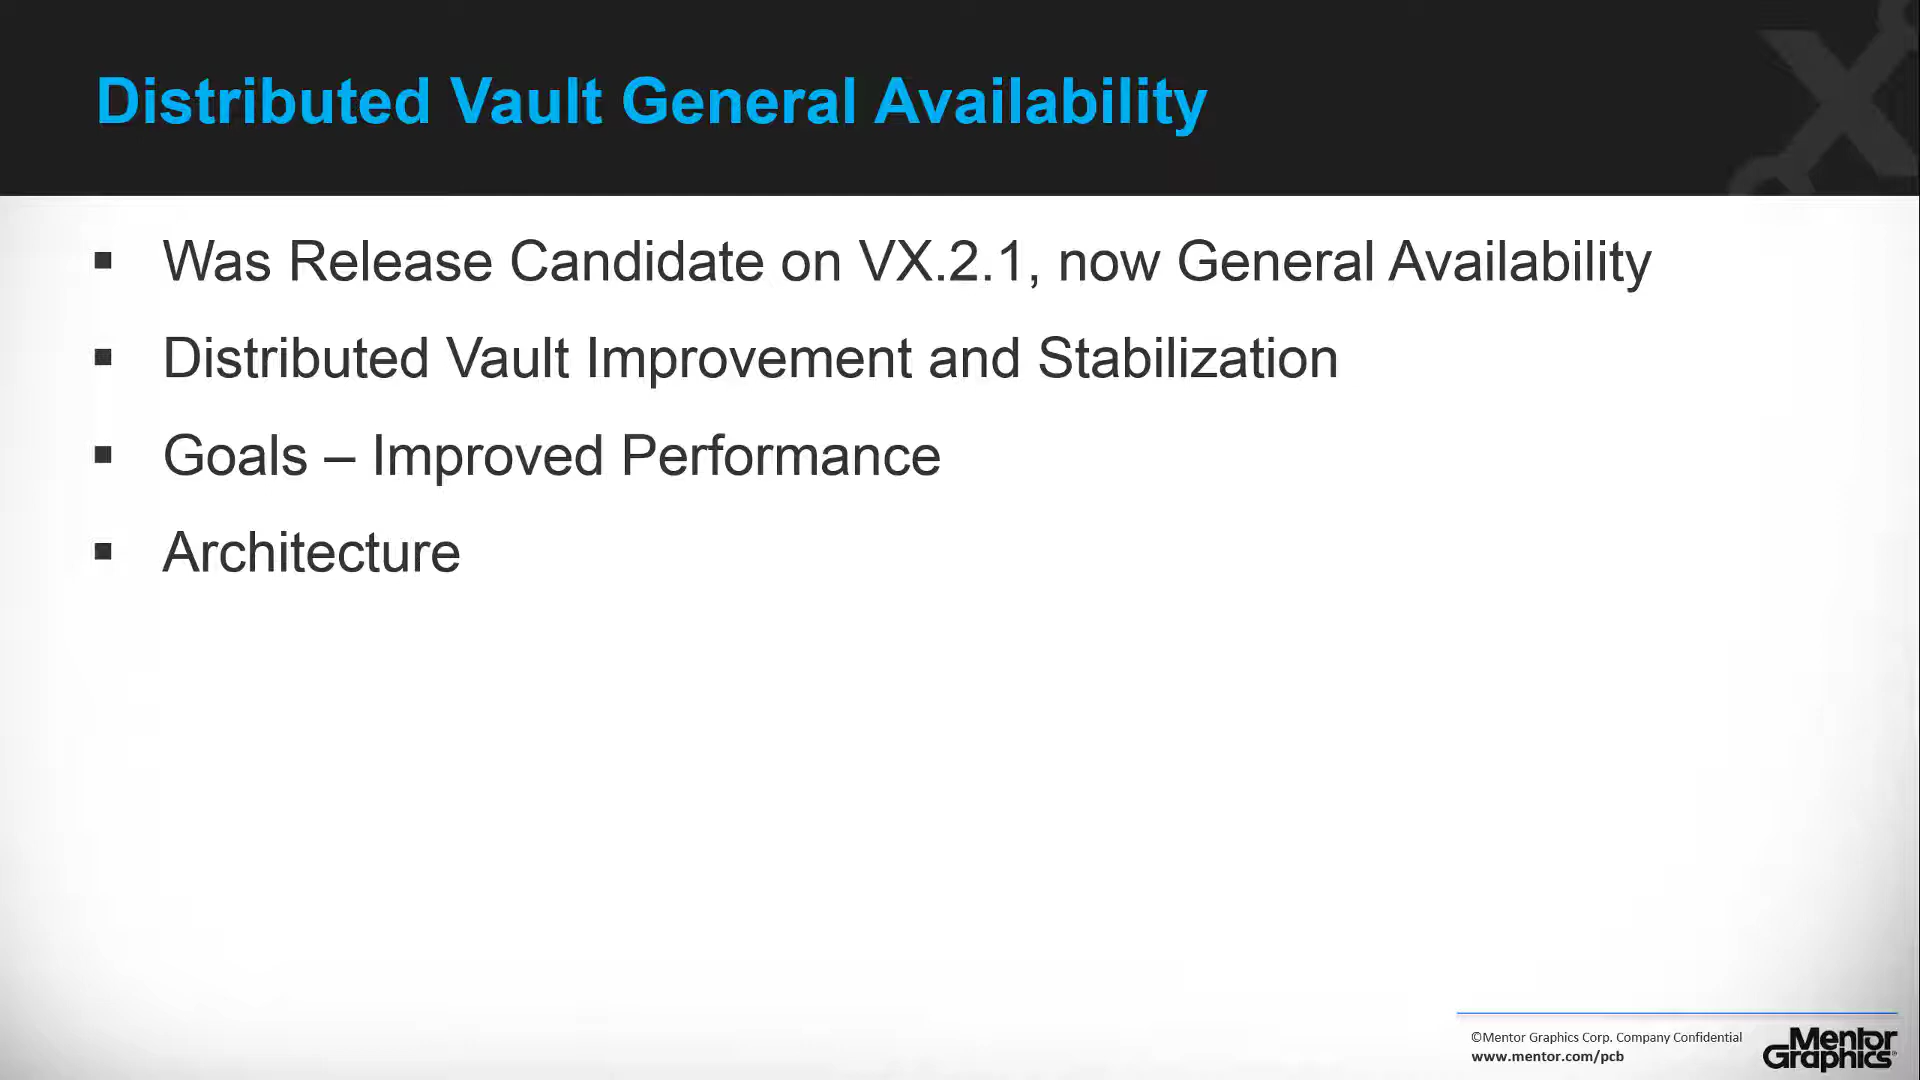 Distributed Vault General Availability
▪ Was Release Candidate on VX.2.1, now General Availability
▪ Distributed Vault Improvement and Stabilization
▪ Goals – Improved Performance
▪ Architecture
©Mentor Graphics Corp. Company Confidential
www.mentor.com/pcb
Mentor
Graphics®